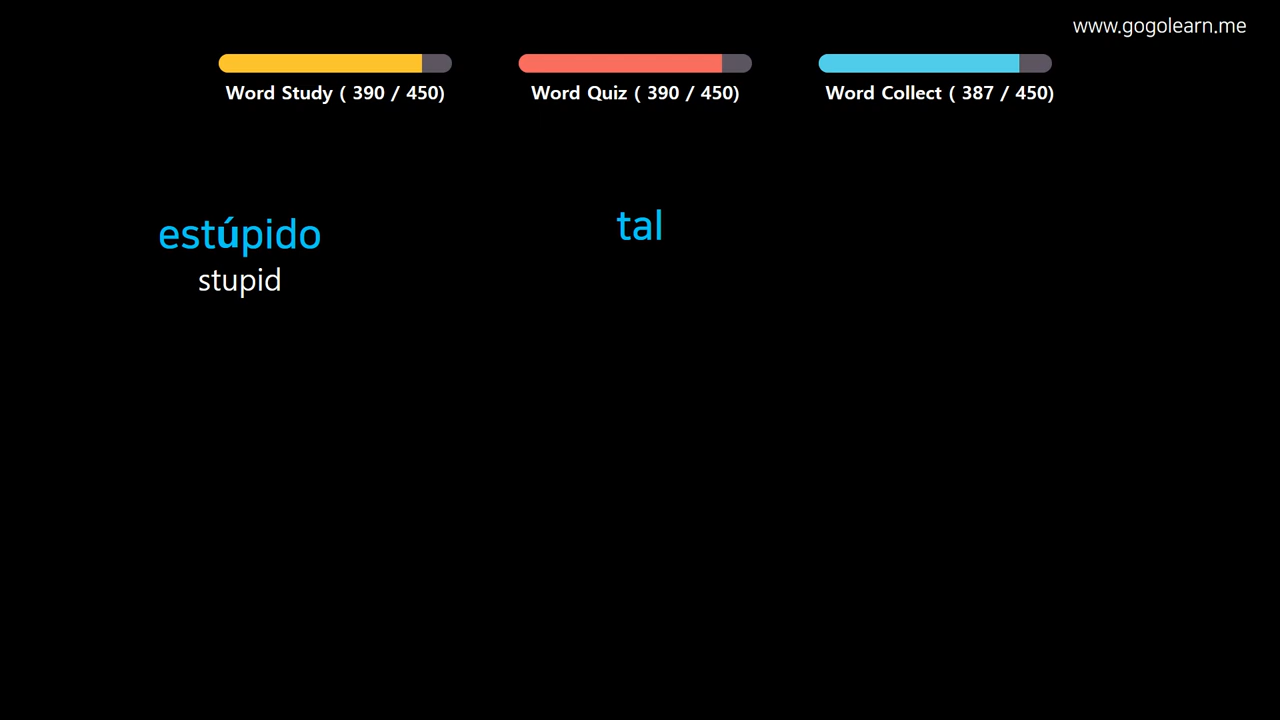 www.gogolearn.me
Word Study ( 390 / 450)
Word Quiz ( 390 / 450)
Word Collect ( 387 / 450)
estúpido
stupid
tal